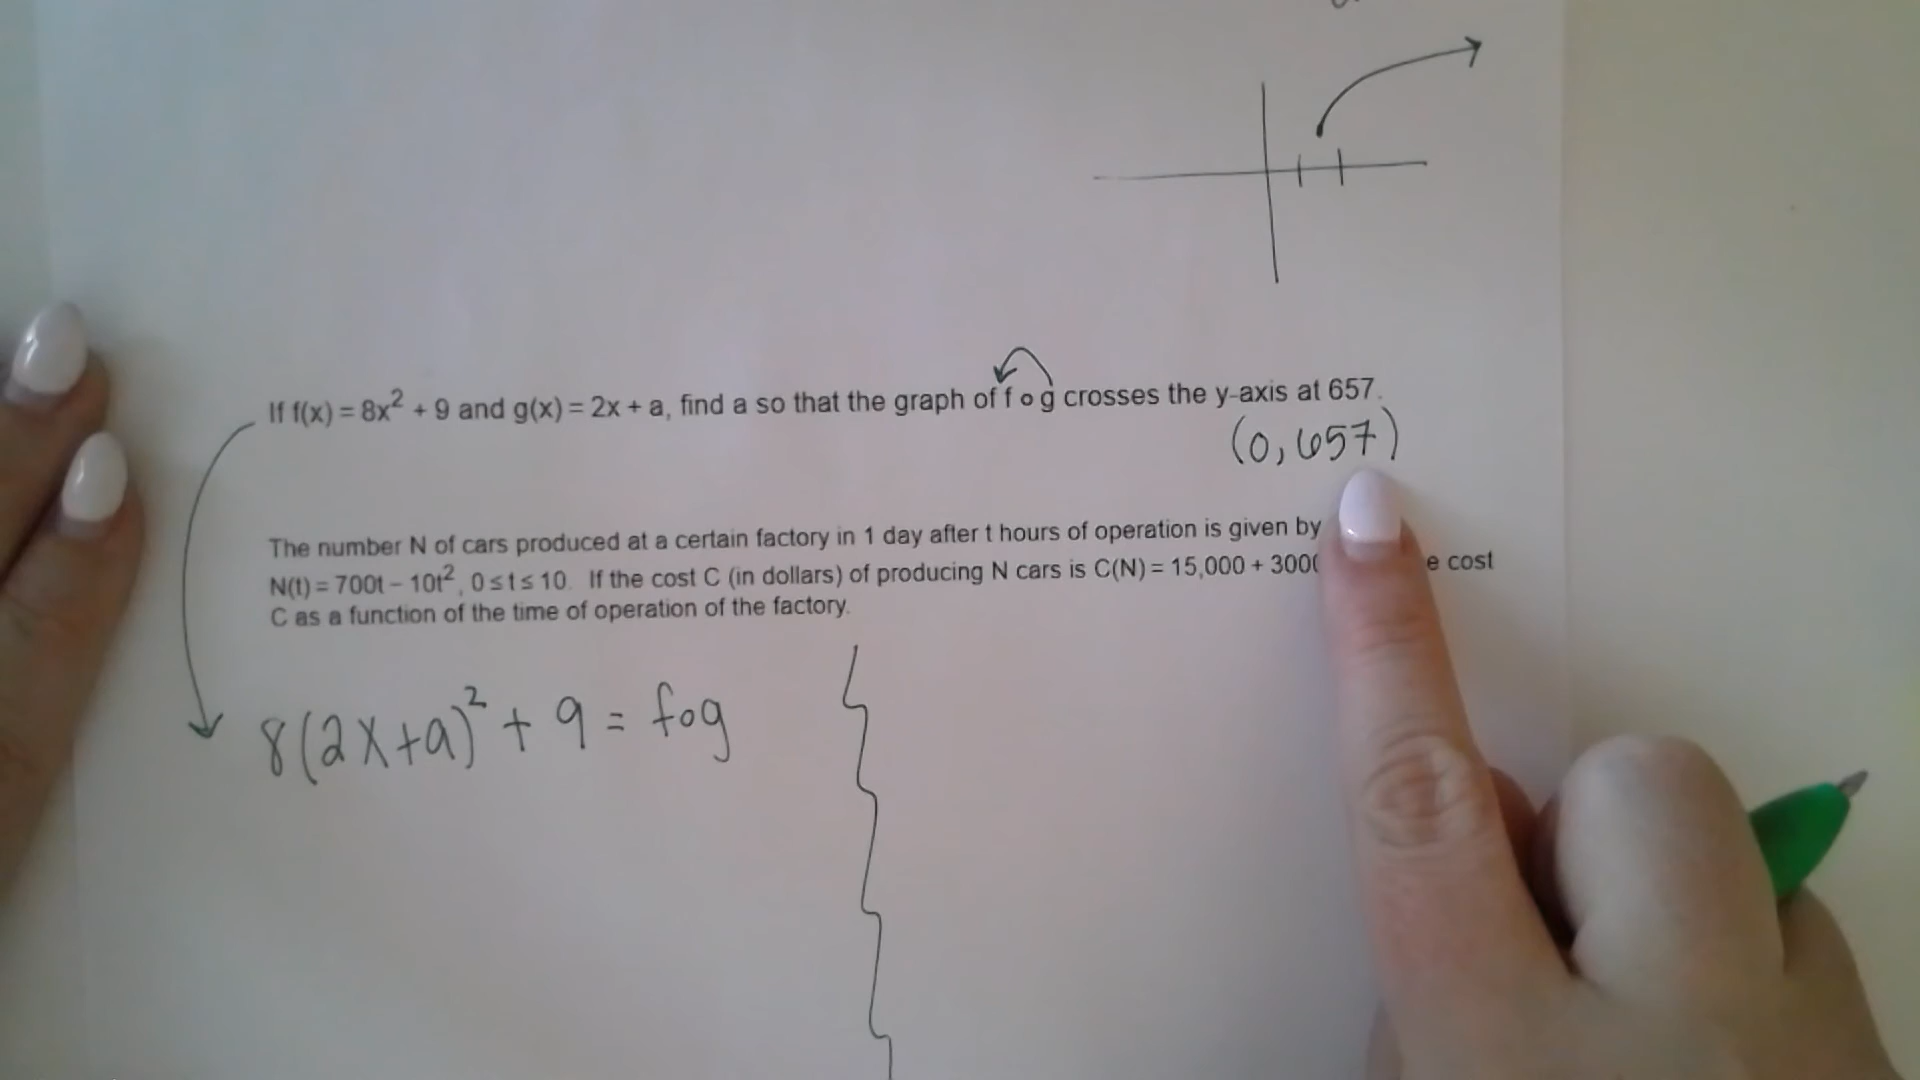 If f(x) = 8x² + 9 and g(x) = 2x + a, find a so that the graph of f o g crosses the y-axis at 657.
(0, 657)
The number N of cars produced at a certain factory in 1 day after t hours of operation is given by
N(t) = 700t – 10t², 0 ≤ t ≤ 10. If the cost C (in dollars) of producing N cars is C(N) = 15,000 + cost
C as a function of the time of operation of the factory.
8(2x+a)² + 9 = fog